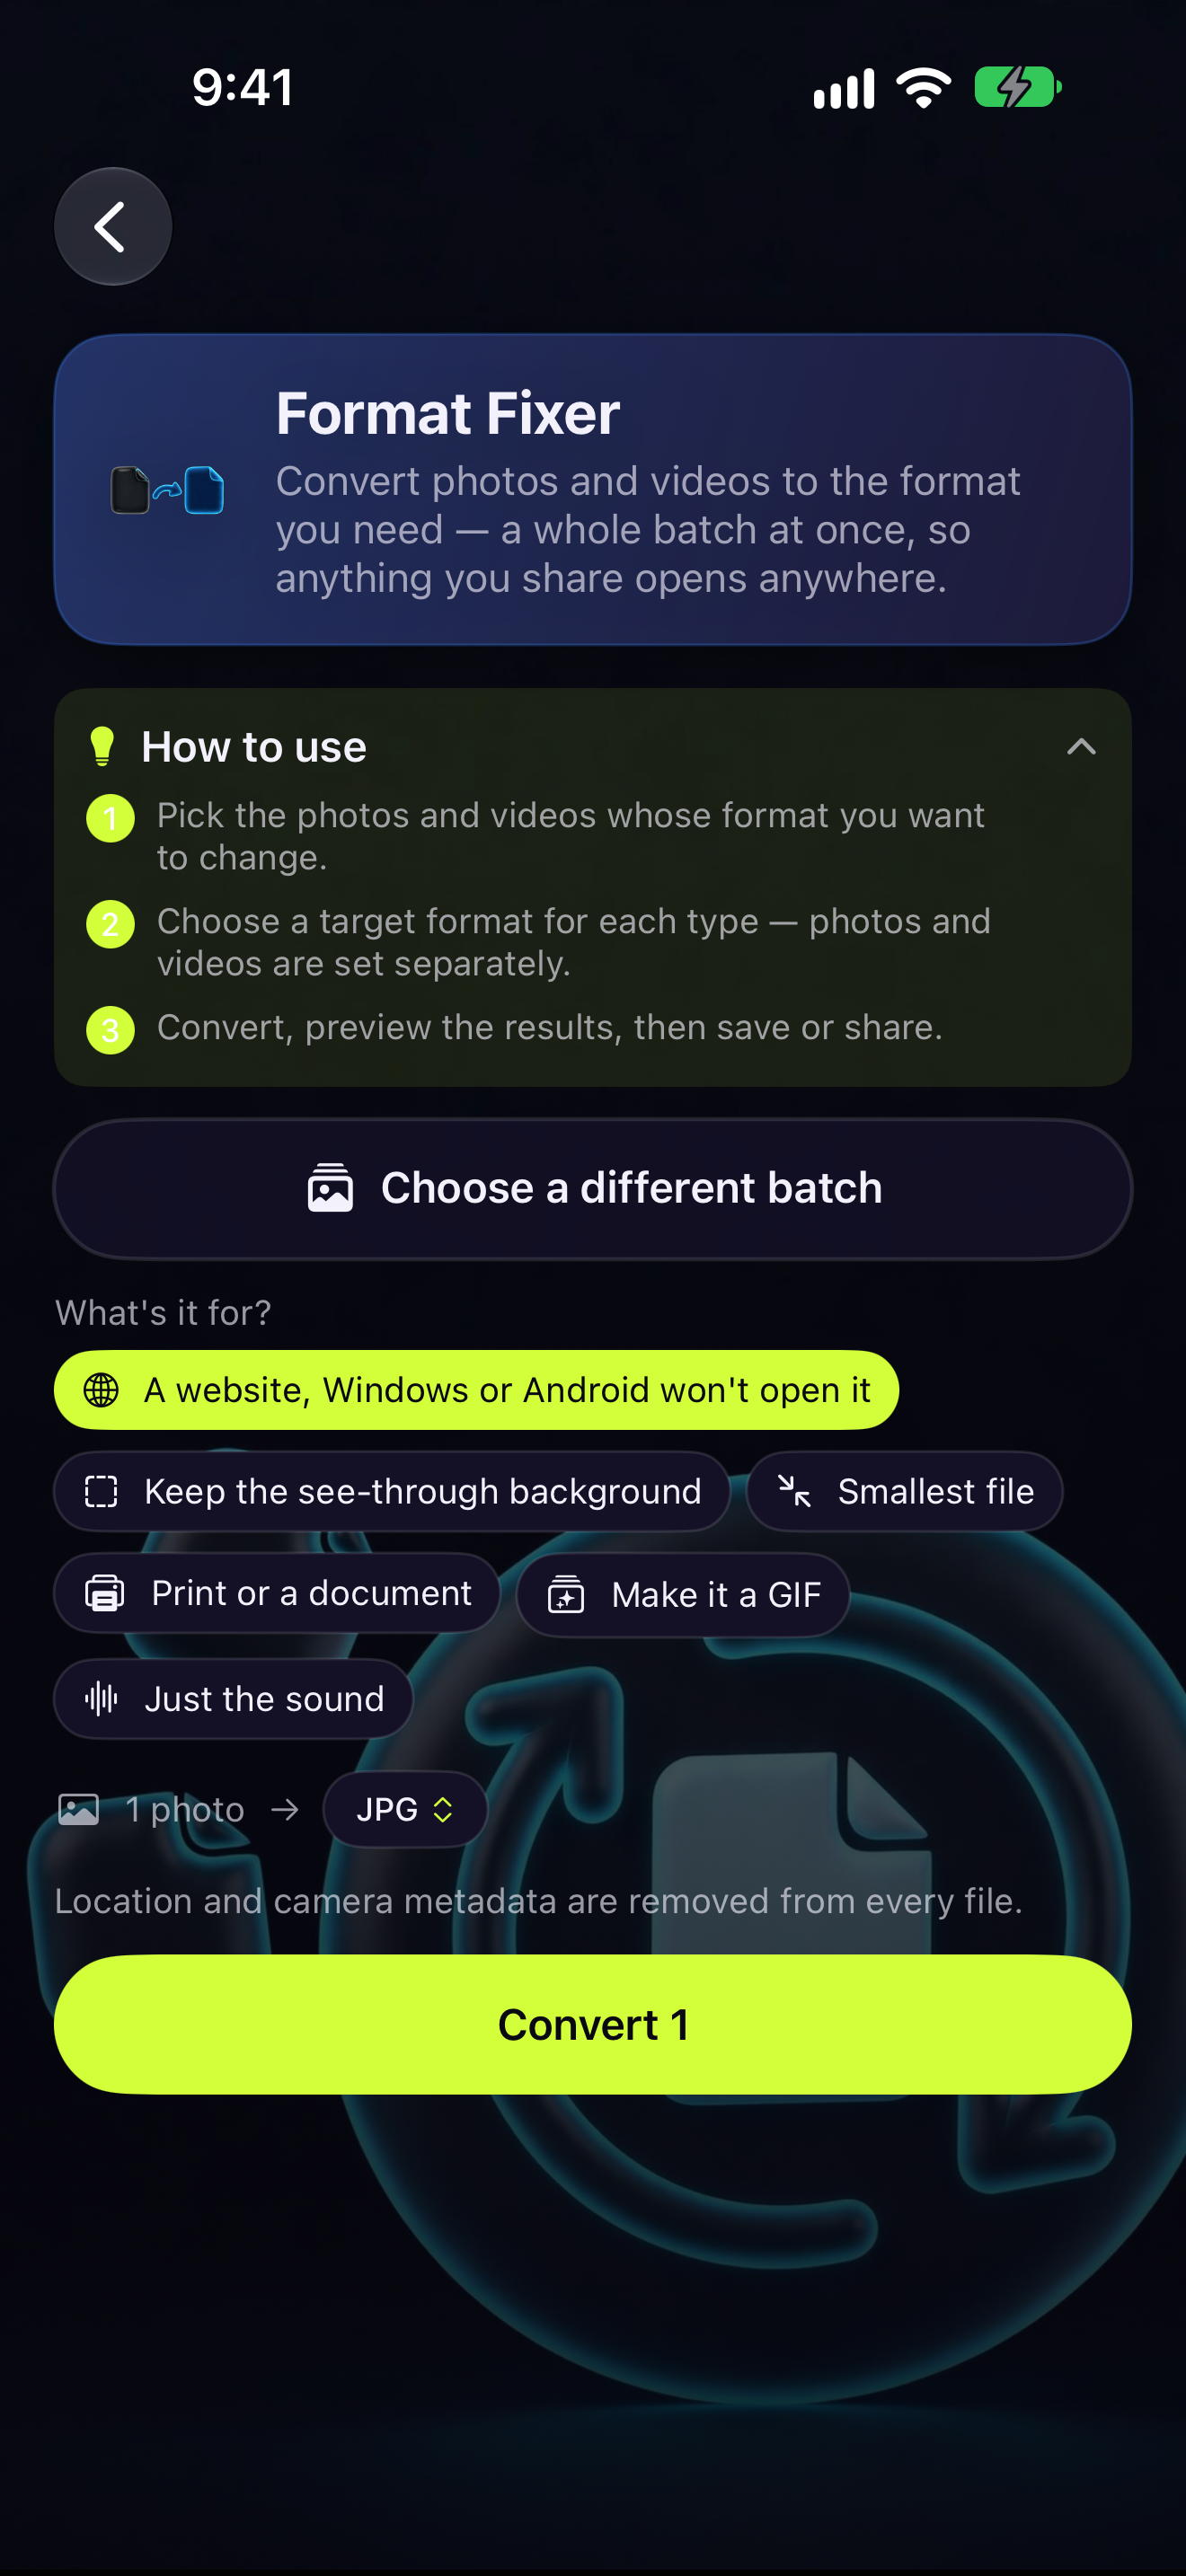 9:41
Format Fixer
Convert photos and videos to the format
you need — a whole batch at once, so
anything you share opens anywhere.
How to use
1 Pick the photos and videos whose format you want
to change.
2 Choose a target format for each type — photos and
videos are set separately.
3 Convert, preview the results, then save or share.
Choose a different batch
What's it for?
A website, Windows or Android won't open it
Keep the see-through background Smallest file
Print or a document Make it a GIF
Just the sound
1 photo → JPG
Location and camera metadata are removed from every file.
Convert 1